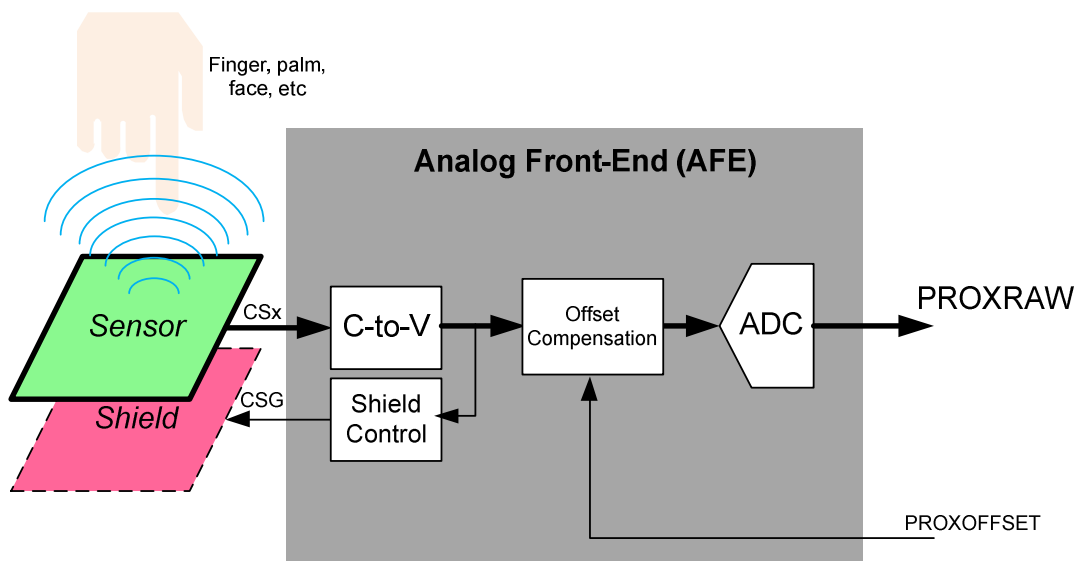 Finger, palm,
face, etc
Analog Front-End (AFE)
Sensor
CSx
C-to-V
Offset
Compensation
ADC
PROXRAW
Shield
CSG
Shield
Control
PROXOFFSET